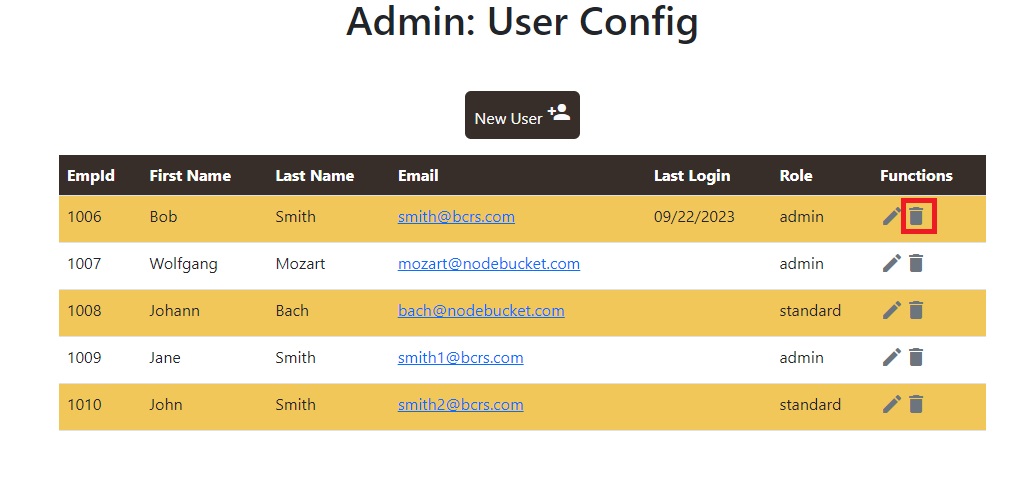 Admin: User Config
New User
EmpId First Name Last Name Email Last Login Role Functions
1006 Bob Smith smith@bcrs.com 09/22/2023 admin
1007 Wolfgang Mozart mozart@nodebucket.com admin
1008 Johann Bach bach@nodebucket.com standard
1009 Jane Smith smith1@bcrs.com admin
1010 John Smith smith2@bcrs.com standard